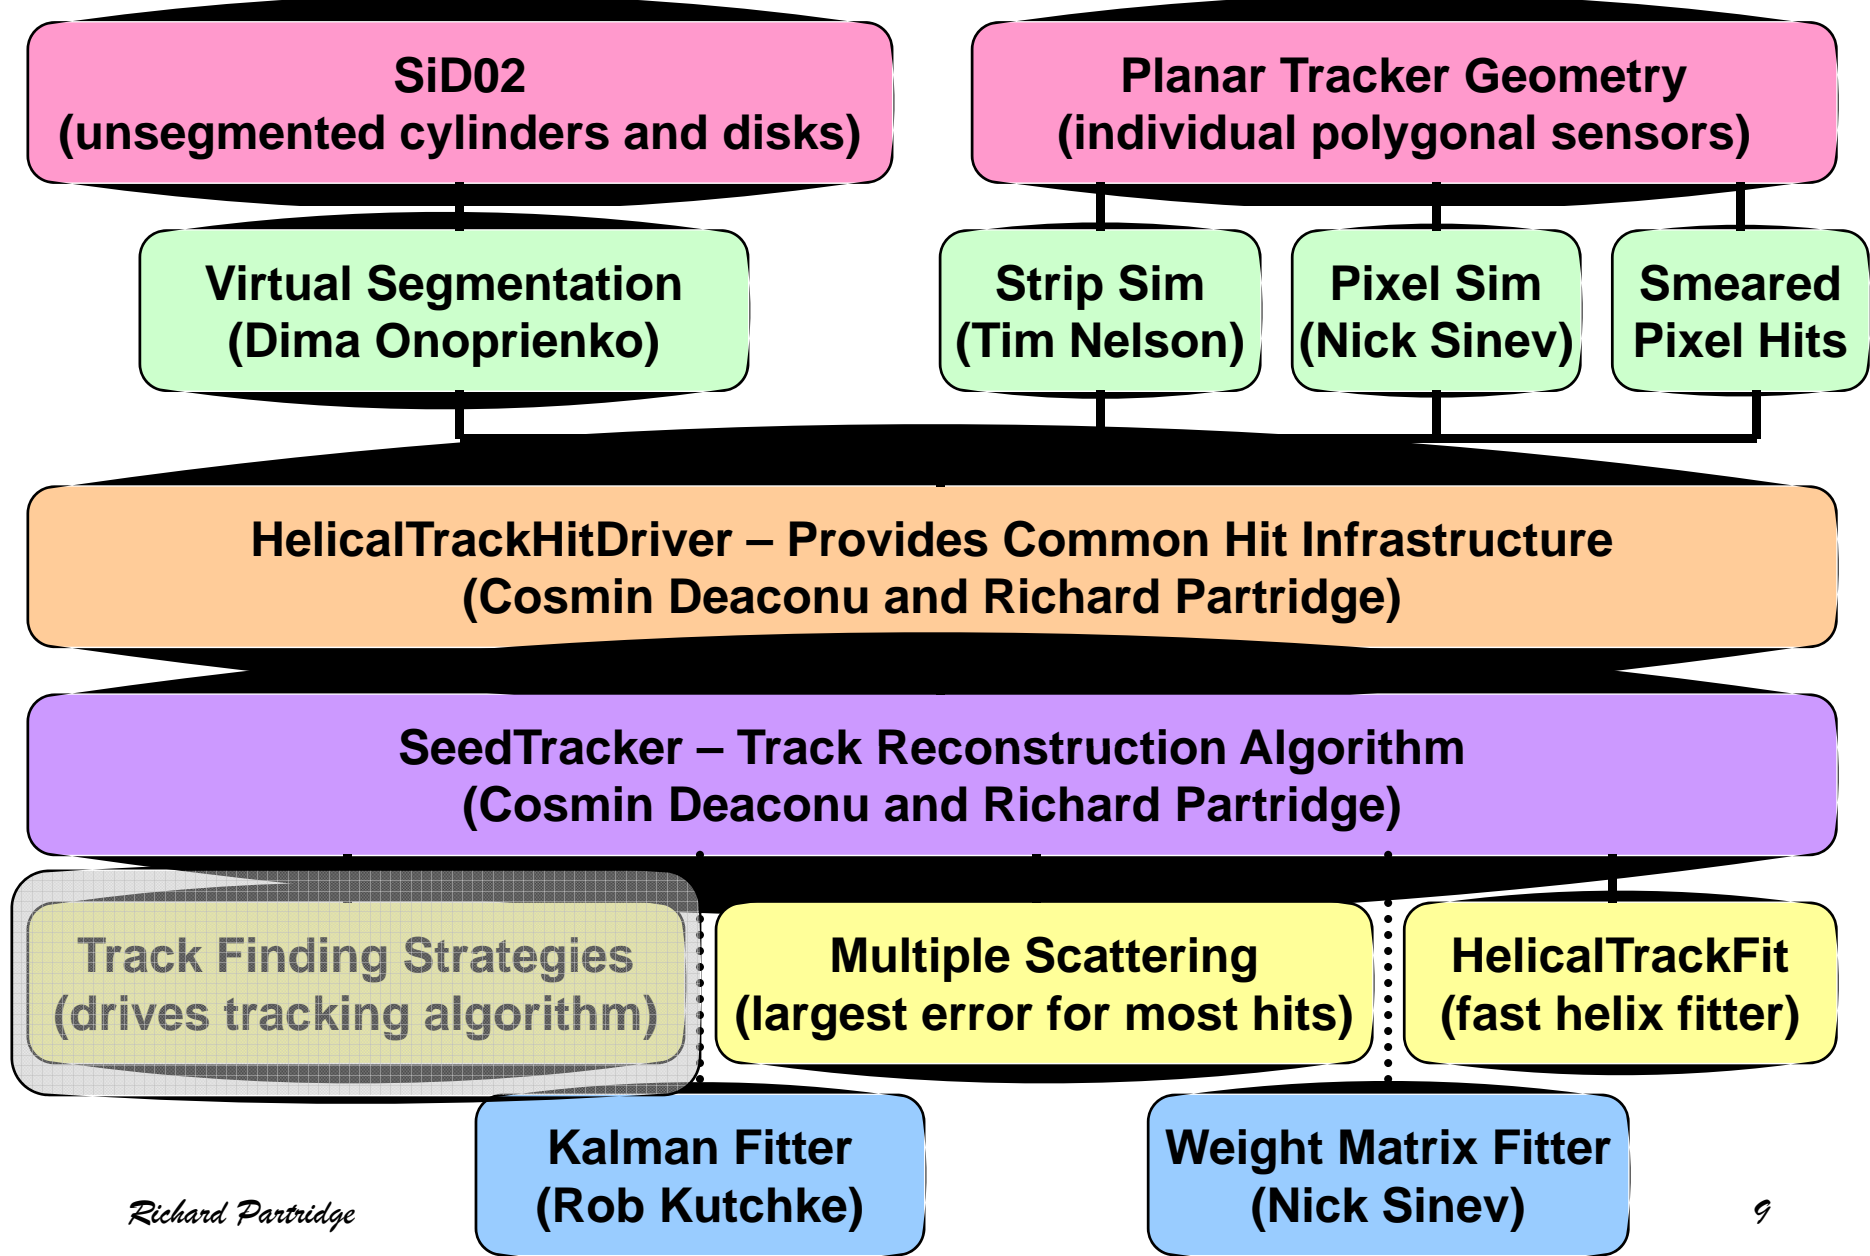 SiD02
(unsegmented cylinders and disks)
Planar Tracker Geometry
(individual polygonal sensors)
Virtual Segmentation
(Dima Onoprienko)
Strip Sim
(Tim Nelson)
Pixel Sim
(Nick Sinev)
Smeared
Pixel Hits
HelicalTrackHitDriver – Provides Common Hit Infrastructure
(Cosmin Deaconu and Richard Partridge)
SeedTracker – Track Reconstruction Algorithm
(Cosmin Deaconu and Richard Partridge)
Track Finding Strategies
(drives tracking algorithm)
Multiple Scattering
(largest error for most hits)
HelicalTrackFit
(fast helix fitter)
Kalman Fitter
(Rob Kutchke)
Weight Matrix Fitter
(Nick Sinev)
Richard Partridge
9